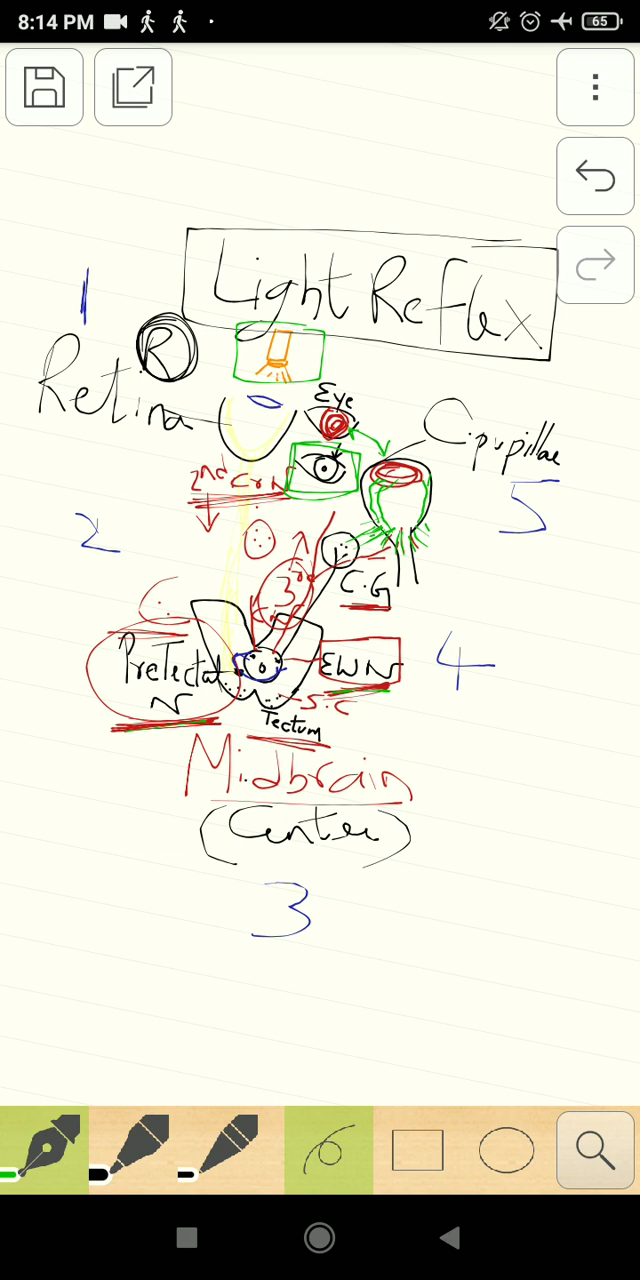 8:14 PM
65
Light Reflex
1
R
Retina
Eye
C.pupillae
2nd Cr N
5
2
3rd
C.G
Pretectal
N
EWN
4
S.C
Tectum
Midbrain
(Center)
3